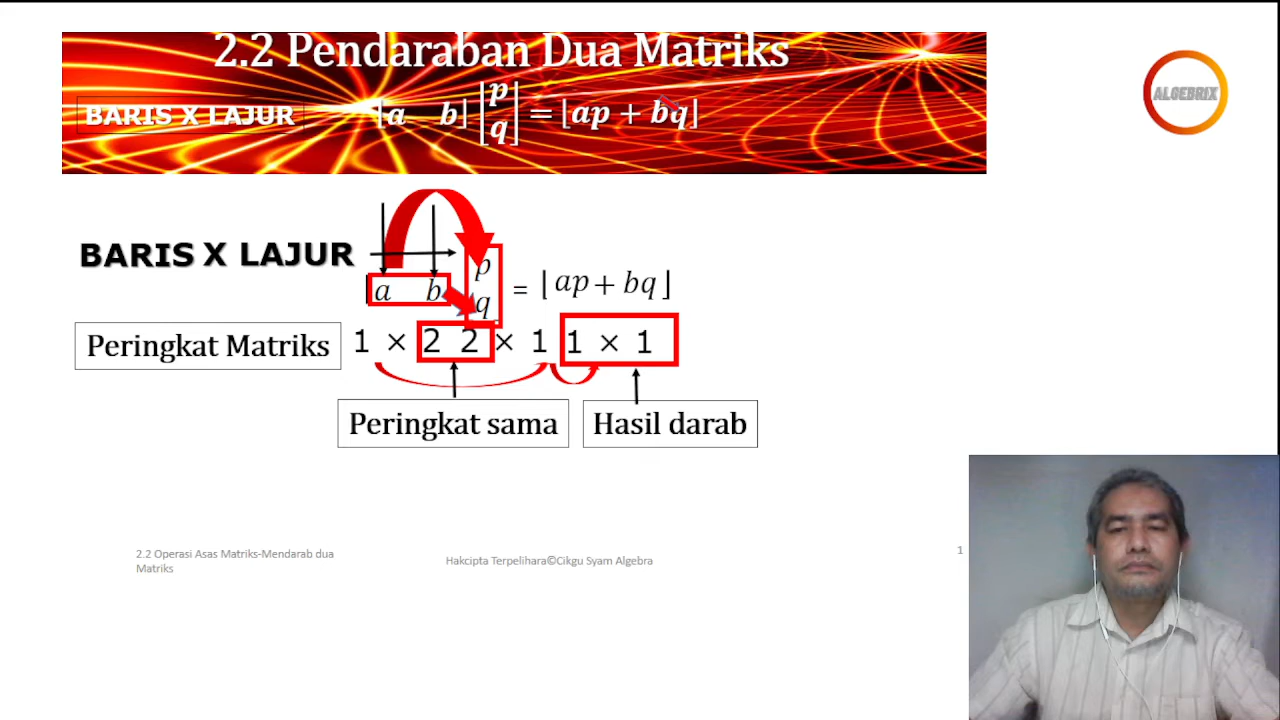 2.2 Pendaraban Dua Matriks
BARIS X LAJUR
[a b] [p q] = [ap + bq]
ALGEBRIX
BARIS X LAJUR
a b
p
q
= ⌊ap + bq⌋
Peringkat Matriks
1 × 2 2 × 1 1 × 1
Peringkat sama
Hasil darab
2.2 Operasi Asas Matriks-Mendarab dua
Matriks
Hakcipta Terpelihara©Cikgu Syam Algebra
1